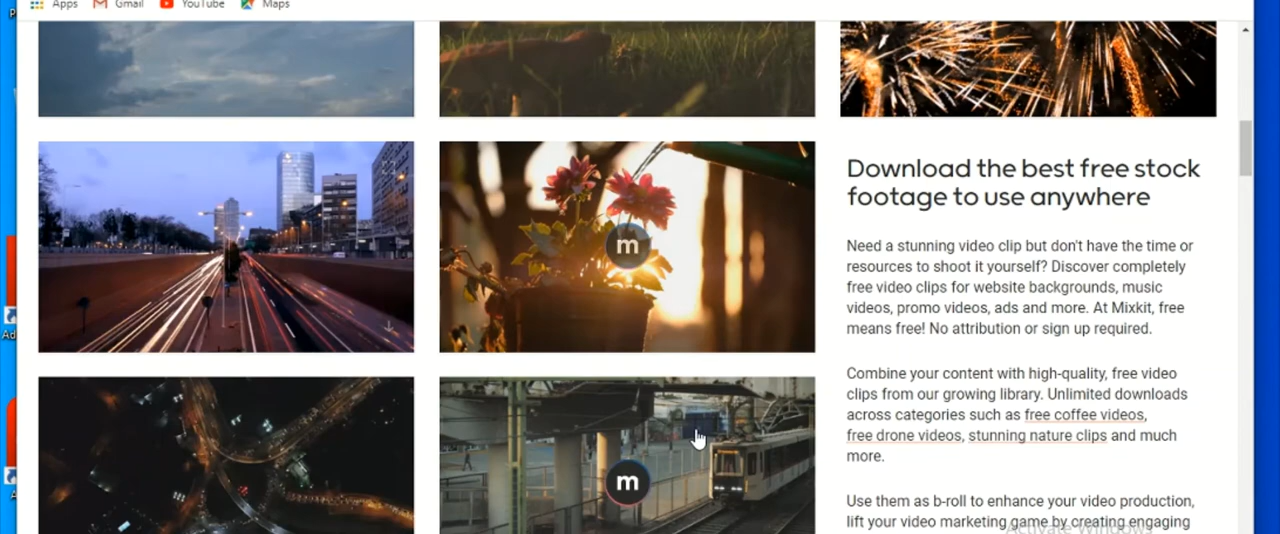 Apps Gmail YouTube Maps
m
m
Download the best free stock
footage to use anywhere
Need a stunning video clip but don't have the time or
resources to shoot it yourself? Discover completely
free video clips for website backgrounds, music
videos, promo videos, ads and more. At Mixkit, free
means free! No attribution or sign up required.
Combine your content with high-quality, free video
clips from our growing library. Unlimited downloads
across categories such as free coffee videos,
free drone videos, stunning nature clips and much
more.
Use them as b-roll to enhance your video production,
lift your video marketing game by creating engaging
Activate Windows